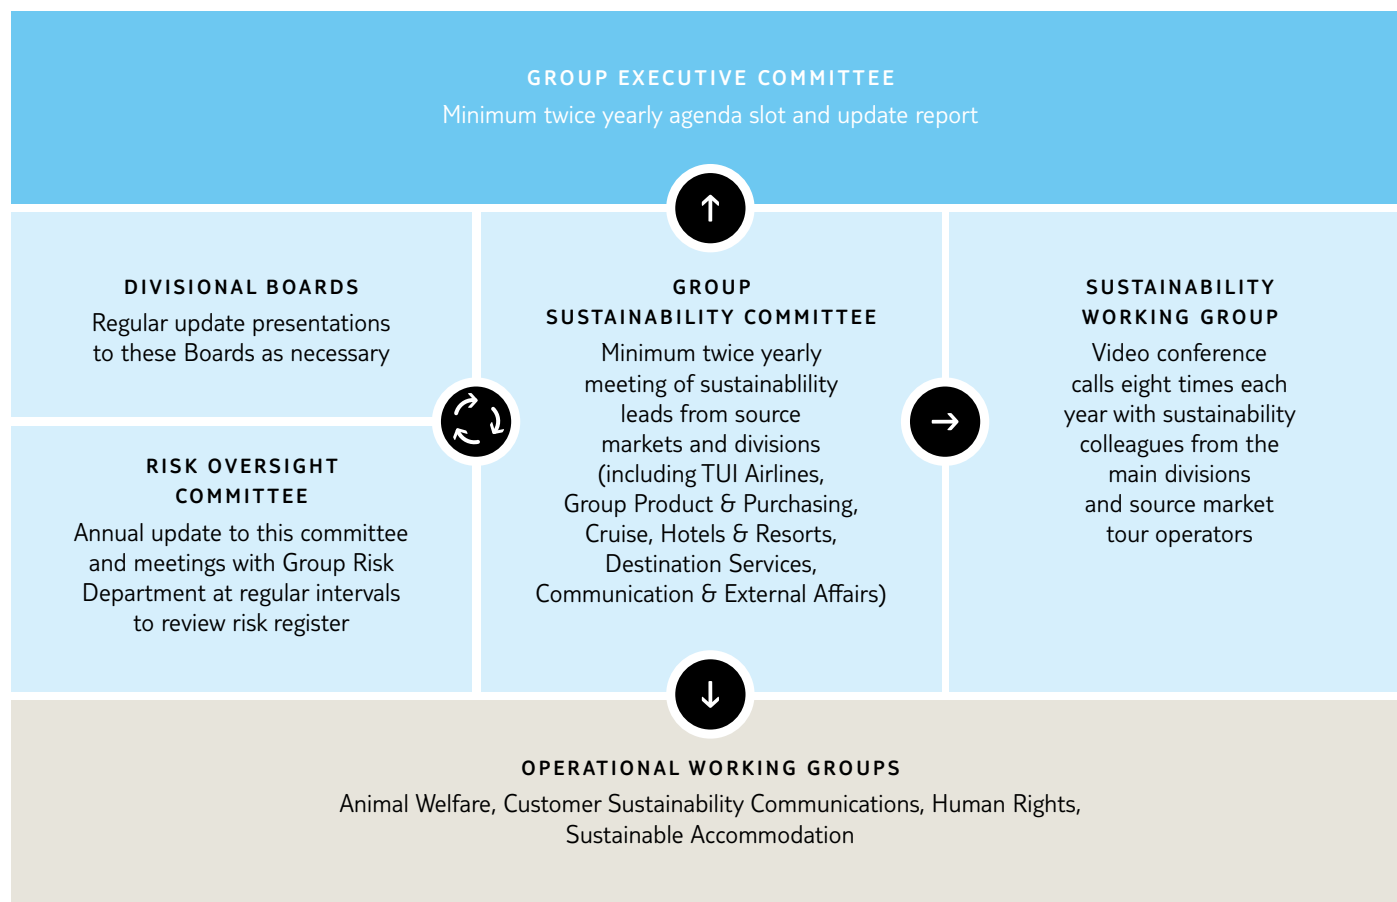 GROUP EXECUTIVE COMMITTEE
Minimum twice yearly agenda slot and update report
DIVISIONAL BOARDS
Regular update presentations
to these Boards as necessary
RISK OVERSIGHT
COMMITTEE
Annual update to this committee
and meetings with Group Risk
Department at regular intervals
to review risk register
GROUP
SUSTAINABILITY COMMITTEE
Minimum twice yearly
meeting of sustainablility
leads from source
markets and divisions
(including TUI Airlines,
Group Product & Purchasing,
Cruise, Hotels & Resorts,
Destination Services,
Communication & External Affairs)
SUSTAINABILITY
WORKING GROUP
Video conference
calls eight times each
year with sustainability
colleagues from the
main divisions
and source market
tour operators
OPERATIONAL WORKING GROUPS
Animal Welfare, Customer Sustainability Communications, Human Rights,
Sustainable Accommodation